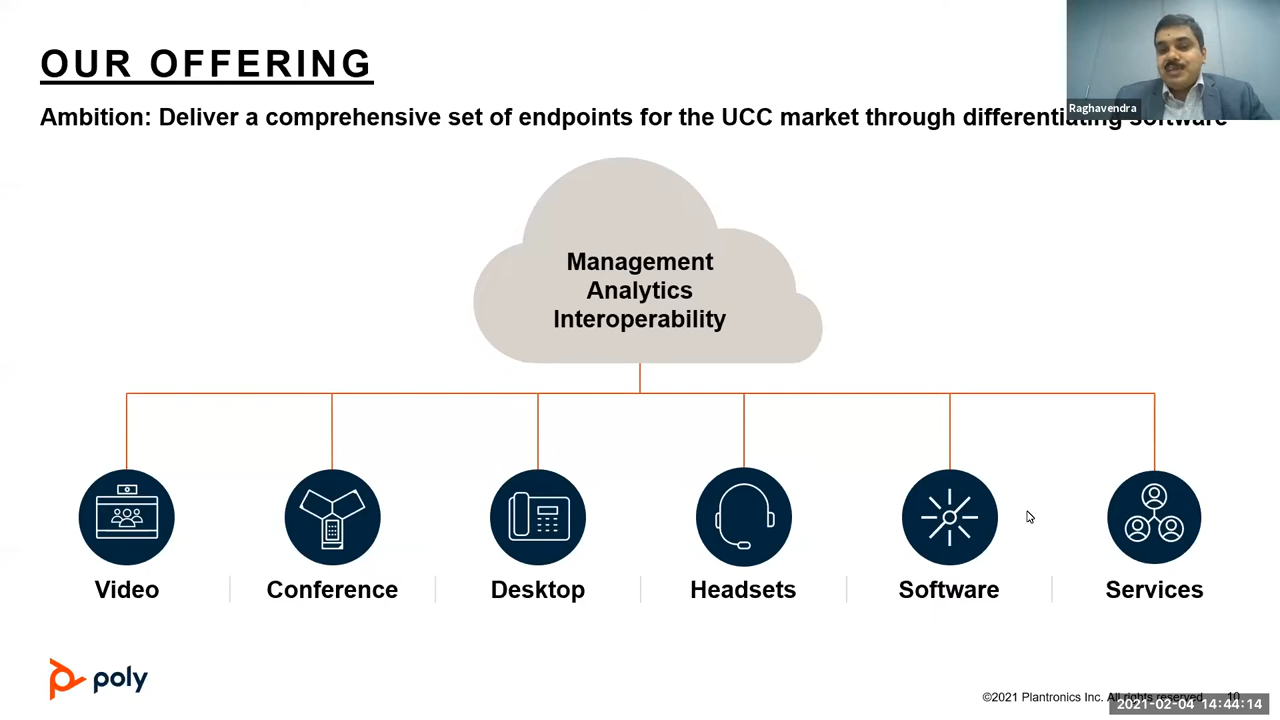 OUR OFFERING
Raghavendra
Ambition: Deliver a comprehensive set of endpoints for the UCC market through differentiating software
Management
Analytics
Interoperability
Video
Conference
Desktop
Headsets
Software
Services
poly
©2021 Plantronics Inc. All rights reserved. 10
2021-02-04 14:44:14